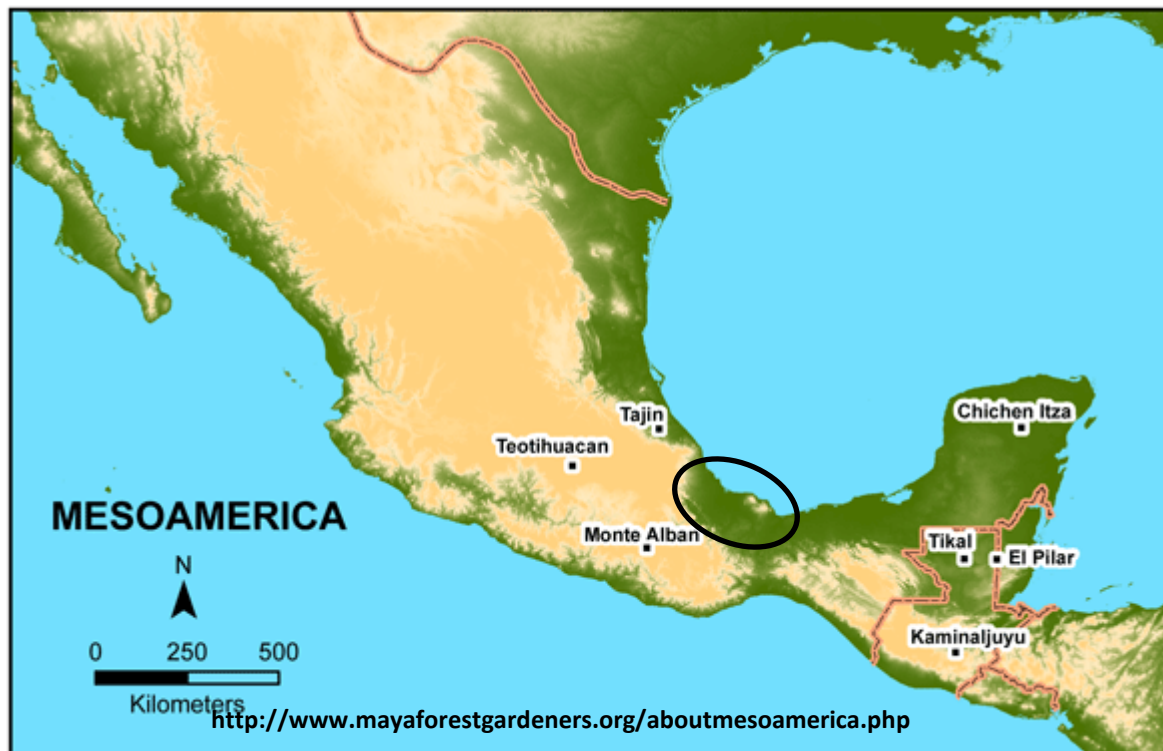 Tajin
Chichen Itza
Teotihuacan
MESOAMERICA
Monte Alban
Tikal
El Pilar
N
Kaminaljuyu
0 250 500
Kilometers
http://www.mayaforestgardeners.org/aboutmesoamerica.php